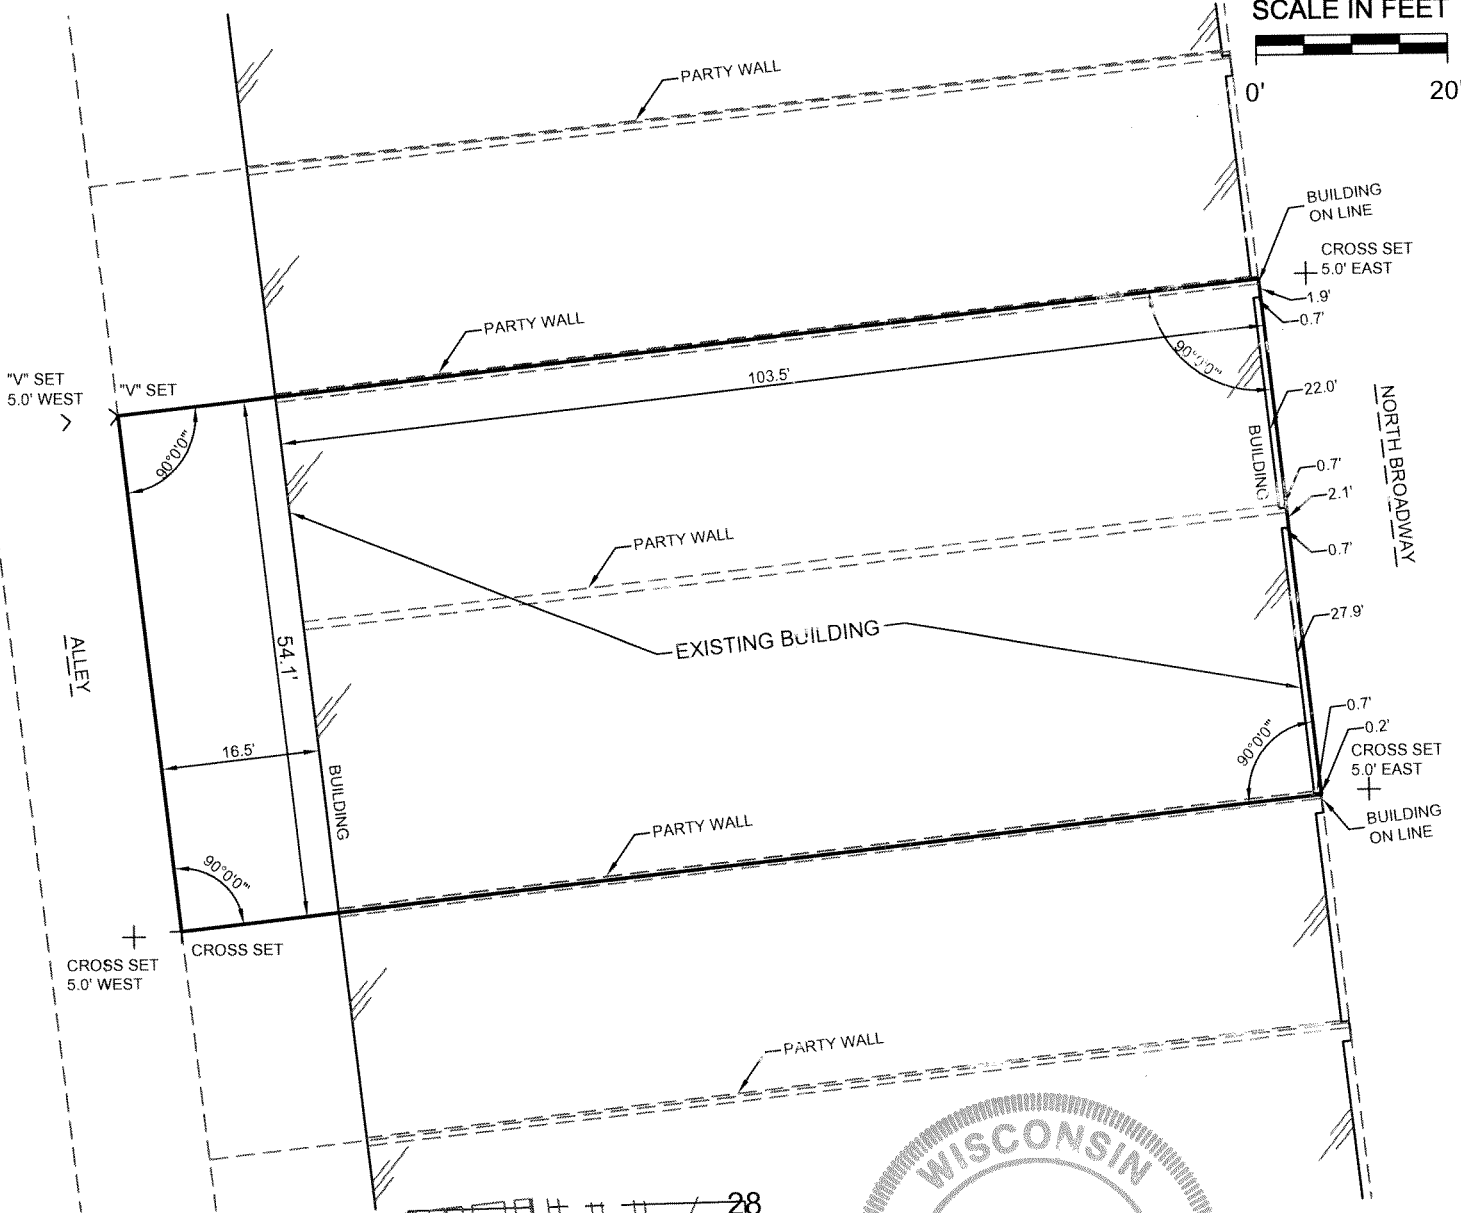 SCALE IN FEET
0' 20'
PARTY WALL
BUILDING
ON LINE
CROSS SET
5.0' EAST
1.9'
0.7'
PARTY WALL
90°0'0"
103.5'
"V" SET
5.0' WEST
"V" SET
22.0'
NORTH BROADWAY
BUILDING
90°0'0"
0.7'
2.1'
PARTY WALL
0.7'
27.9'
EXISTING BUILDING
ALLEY
54.1'
0.7'
0.2'
16.5'
90°0'0"
CROSS SET
5.0' EAST
BUILDING
PARTY WALL
BUILDING
ON LINE
90°0'0"
CROSS SET
CROSS SET
5.0' WEST
PARTY WALL
WISCONSIN
28